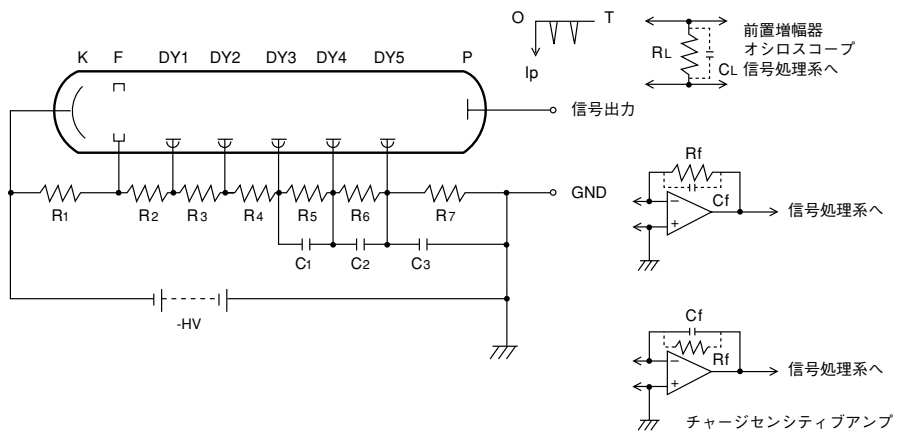 O T
Ip
RL
CL
前置増幅器
オシロスコープ
信号処理系へ
K F DY1 DY2 DY3 DY4 DY5 P
信号出力
GND
R1 R2 R3 R4 R5 R6 R7
C1 C2 C3
-HV
Rf
Cf
−
+
信号処理系へ
Cf
Rf
−
+
信号処理系へ
チャージセンシティブアンプ